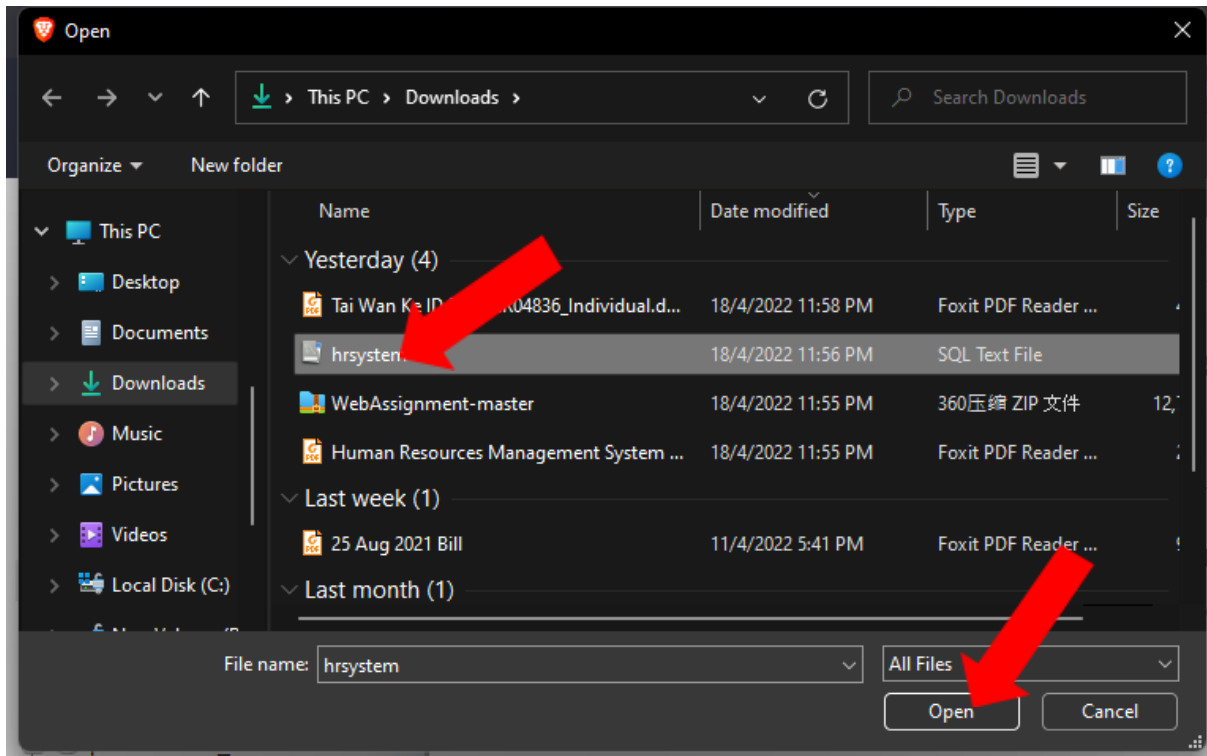 Open
This PC > Downloads >
Search Downloads
Organize
New folder
Name Date modified Type Size
This PC
Desktop
Documents
Downloads
Music
Pictures
Videos
Local Disk (C:)
Yesterday (4)
Tai Wan Ke ID 04836_Individual.d... 18/4/2022 11:58 PM Foxit PDF Reader ...
hrsystem 18/4/2022 11:56 PM SQL Text File
WebAssignment-master 18/4/2022 11:55 PM 360压缩 ZIP 文件 12,
Human Resources Management System ... 18/4/2022 11:55 PM Foxit PDF Reader ...
Last week (1)
25 Aug 2021 Bill 11/4/2022 5:41 PM Foxit PDF Reader ...
Last month (1)
File name: hrsystem All Files
Open Cancel